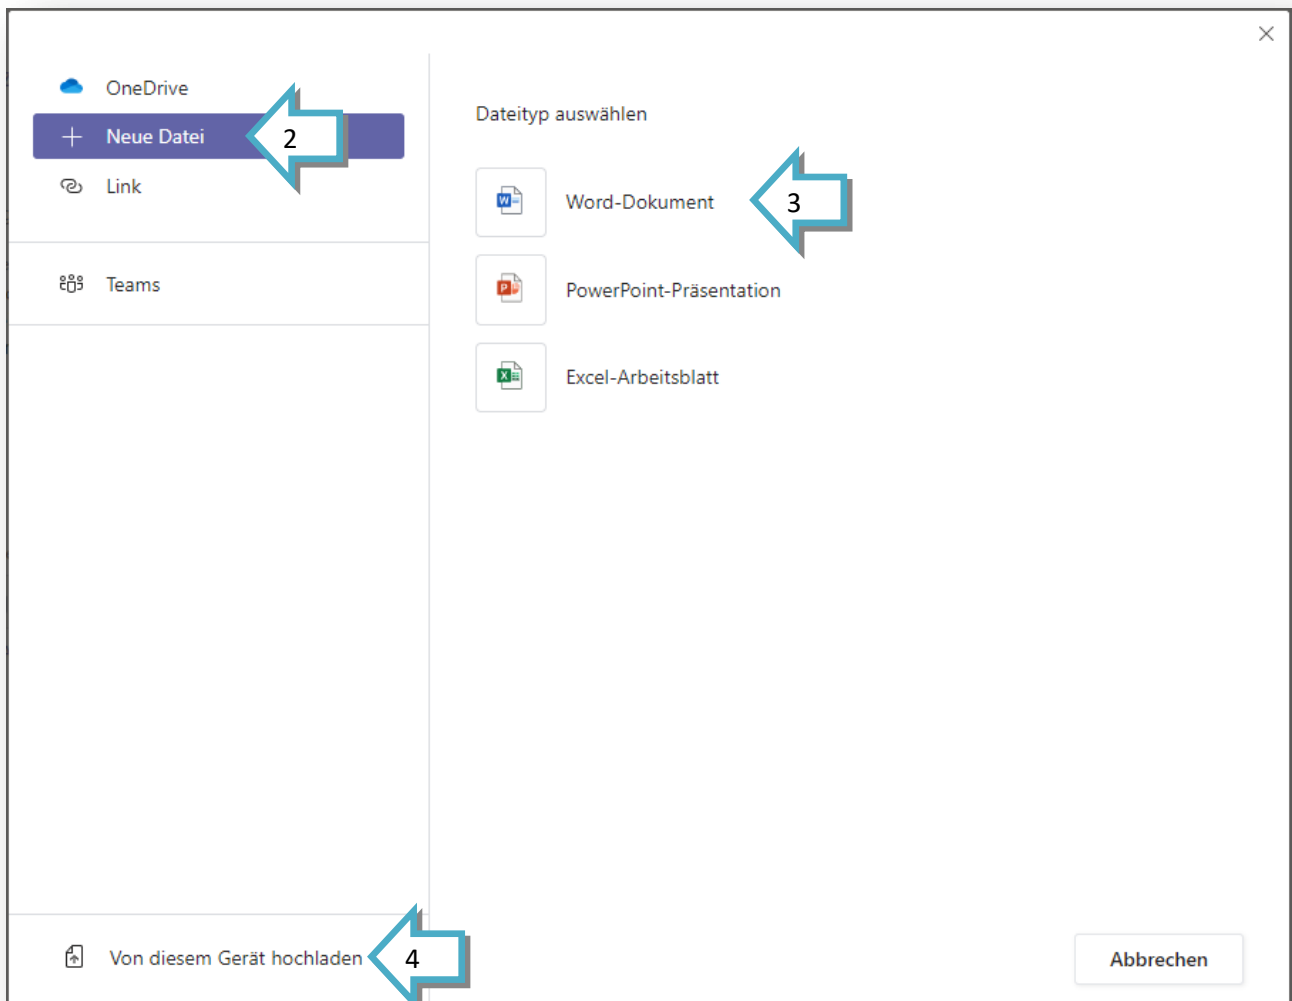 OneDrive
Neue Datei
2
Link
Teams
Dateityp auswählen
Word-Dokument
3
PowerPoint-Präsentation
Excel-Arbeitsblatt
Von diesem Gerät hochladen
4
Abbrechen